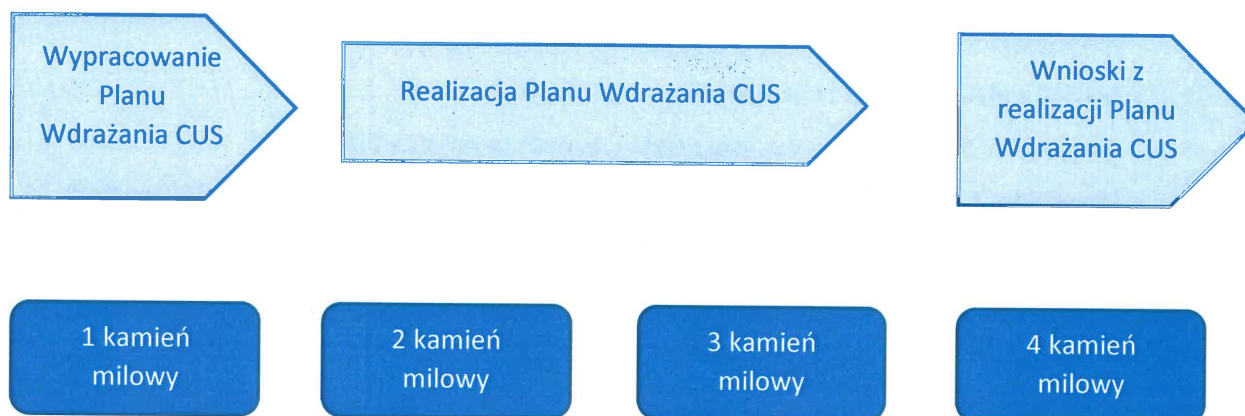 Wypracowanie
Planu
Wdrażania CUS
Realizacja Planu Wdrażania CUS
Wnioski z
realizacji Planu
Wdrażania CUS
1 kamień
milowy
2 kamień
milowy
3 kamień
milowy
4 kamień
milowy